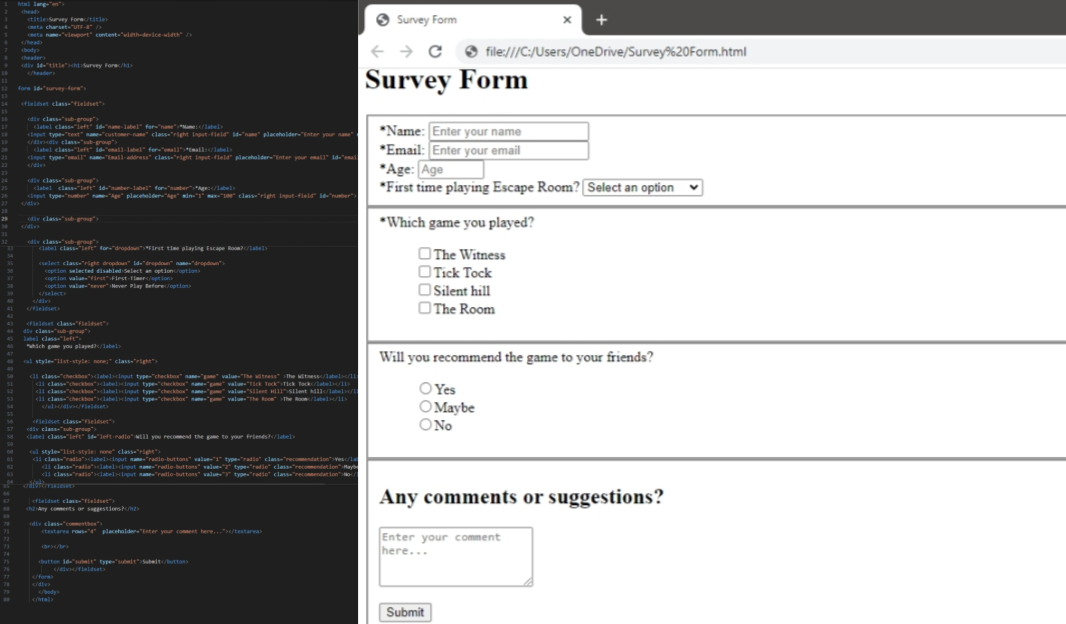 html lang="en">
<head>
<title>Survey Form</title>
<meta charset="UTF-8" />
<meta name="viewport" content="width=device-width" />
</head>
<body>
<header>
<div id="title"><h1>Survey Form</h1>
</header>
form id="survey-form">
<fieldset class="fieldset">
<div class="sub-group">
<label class="left" id="name-label" for="name">*Name:</label>
<input type="text" name="customer-name" class="right input-field" id="name" placeholder="Enter your name"
</div><div class="sub-group">
<label class="left" id="email-label" for="email">*Email:</label>
<input type="email" name="Email-address" class="right input-field" placeholder="Enter your email" id="emai
</div>
<div class="sub-group">
<label class="left" id="number-label" for="number">*Age:</label>
<input type="number" name="Age" placeholder="Age" min="1" max="100" class="right input-field" id="number"
</div>
<div class="sub-group">
</div>
<div class="sub-group">
<label class="left" for="dropdown">*First time playing Escape Room?</label>
<select class="right dropdown" id="dropdown" name="dropdown">
<option selected disabled>Select an option</option>
<option value="first">First-Timer</option>
<option value="never">Never Play Before</option>
</select>
</div>
</fieldset>
<fieldset class="fieldset">
div class="sub-group">
label class="left">
*Which game you played?</label>
<ul style="list-style: none;" class="right">
<li class="checkbox"><label><input type="checkbox" name="game" value="The Witness" >The Witness</label></li
<li class="checkbox"><label><input type="checkbox" name="game" value="Tick Tock">Tick Tock</label></li>
<li class="checkbox"><label><input type="checkbox" name="game" value="Silent Hill">Silent hill</label></li>
<li class="checkbox"><label><input type="checkbox" name="game" value="The Room" >The Room</label></li>
</ul></div></fieldset>
<fieldset class="fieldset">
<div class="sub-group">
<label class="left" id="left-radio">Will you recommend the game to your friends?</label>
<ul style="list-style: none" class="right">
<li class="radio"><label><input name="radio-buttons" value="1" type="radio" class="recommendation">Yes</lab
<li class="radio"><label><input name="radio-buttons" value="2" type="radio" class="recommendation">Maybe
<li class="radio"><label><input name="radio-buttons" value="3" type="radio" class="recommendation">No</l
</ul>
</div></fieldset>
<fieldset class="fieldset">
<h2>Any comments or suggestions?</h2>
<div class="commentbox">
<textarea rows="4" placeholder="Enter your comment here..."></textarea>
<br></br>
<button id="submit" type="submit">Submit</button>
</div></fieldset>
</form>
</div>
</body>
</html>
Survey Form
file:///C:/Users/OneDrive/Survey%20Form.html
Survey Form
*Name: Enter your name
*Email: Enter your email
*Age: Age
*First time playing Escape Room? Select an option
*Which game you played?
The Witness
Tick Tock
Silent hill
The Room
Will you recommend the game to your friends?
Yes
Maybe
No
Any comments or suggestions?
Enter your comment
here...
Submit